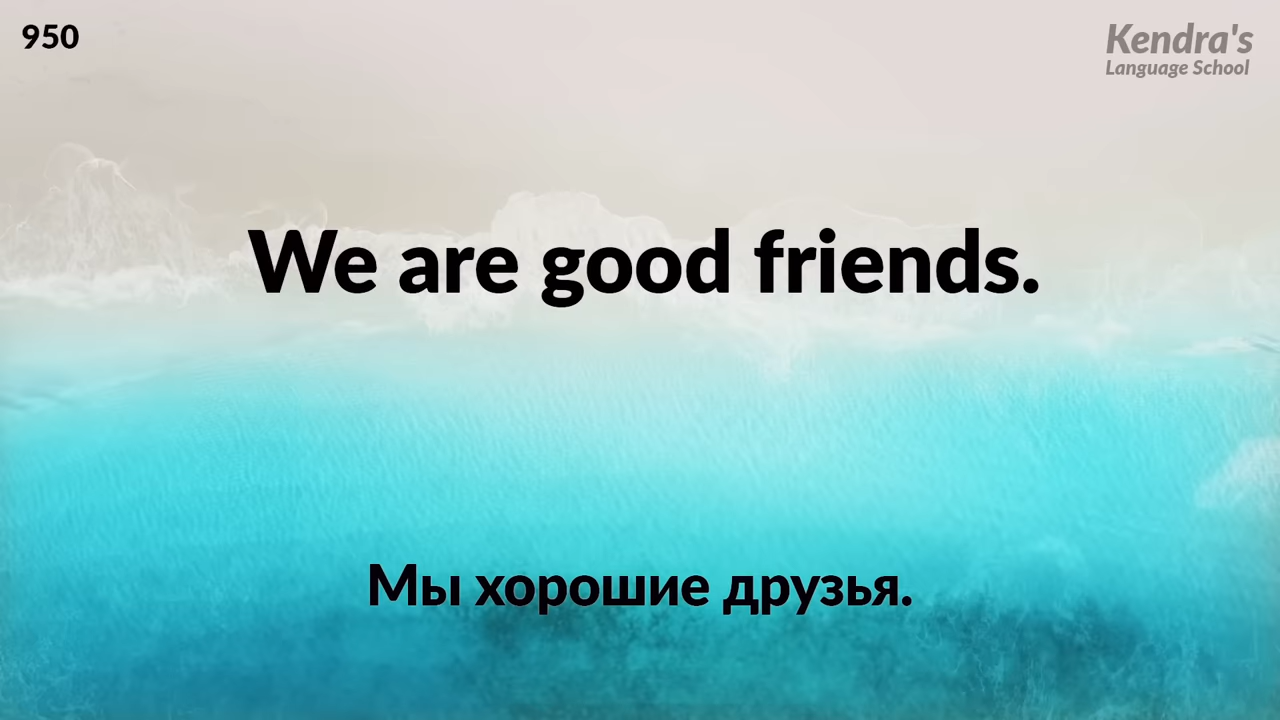 950
Kendra's
Language School
We are good friends.
Мы хорошие друзья.